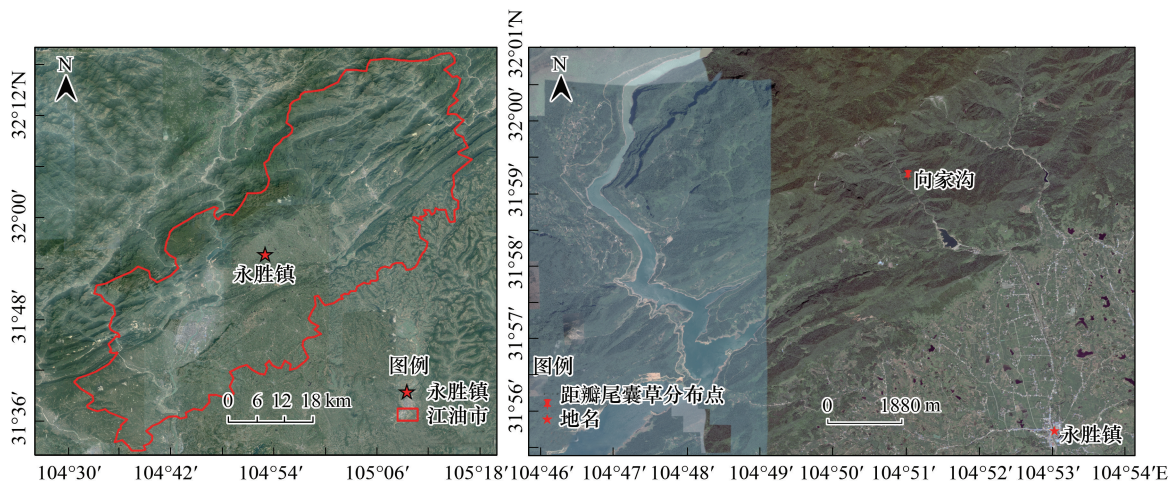 N
32°12′N
32°00′
31°48′
31°36′
永胜镇
图例
永胜镇
江油市
0 6 12 18 km
104°30′ 104°42′ 104°54′ 105°06′ 105°18′
N
32°01′N
32°00′
31°59′
31°58′
31°57′
31°56′
向家沟
图例
距瓣尾囊草分布点
地名
0 1880 m
永胜镇
104°46′ 104°47′ 104°48′ 104°49′ 104°50′ 104°51′ 104°52′ 104°53′ 104°54′E